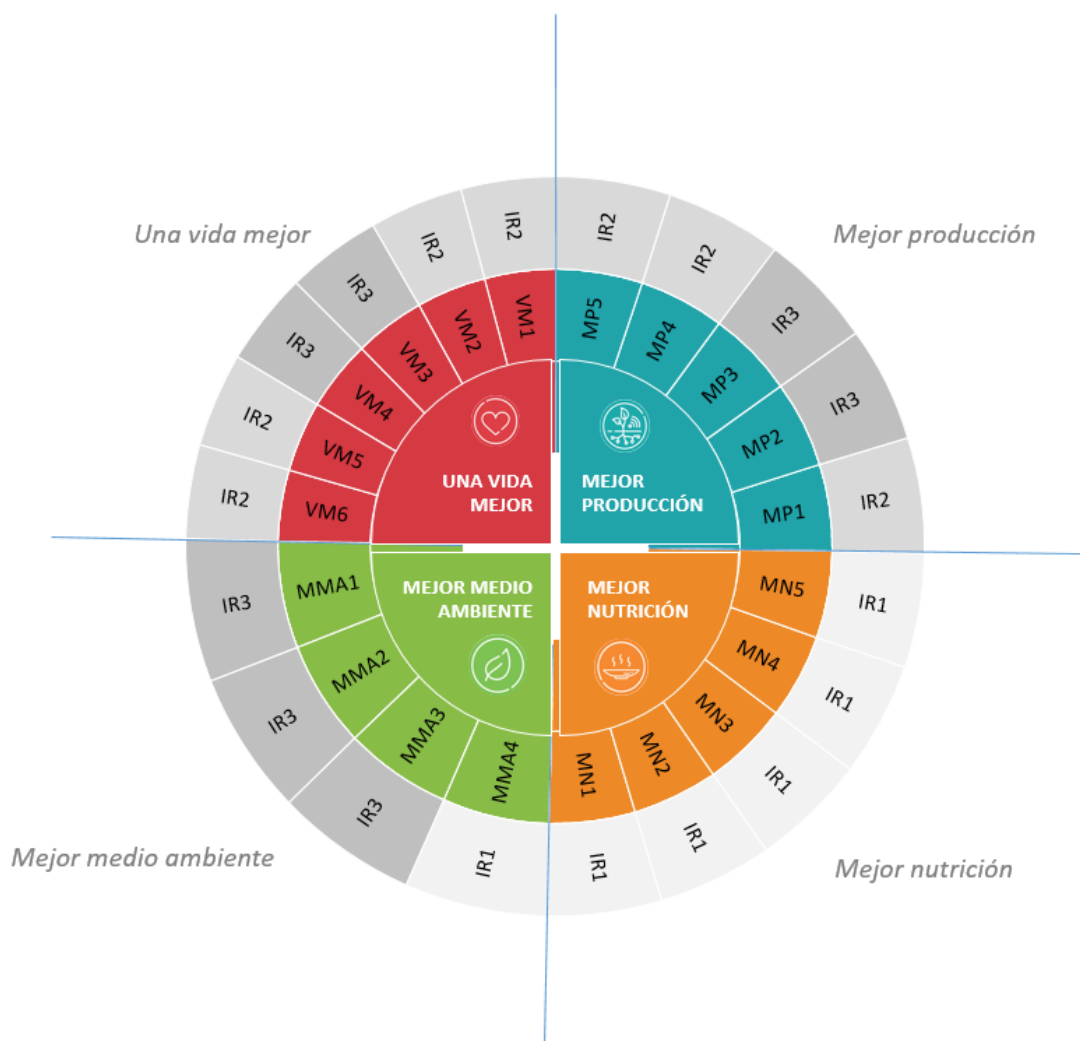 Una vida mejor
Mejor producción
IR2
IR2
IR3
IR3
IR2
IR2
IR2
IR2
IR3
IR3
IR2
VM1
VM2
VM3
VM4
VM5
VM6
MP5
MP4
MP3
MP2
MP1
UNA VIDA
MEJOR
MEJOR
PRODUCCIÓN
MEJOR MEDIO
AMBIENTE
MEJOR
NUTRICIÓN
MMA1
MMA2
MMA3
MMA4
MN1
MN2
MN3
MN4
MN5
IR3
IR3
IR3
IR1
IR1
IR1
IR1
IR1
IR1
Mejor medio ambiente
Mejor nutrición